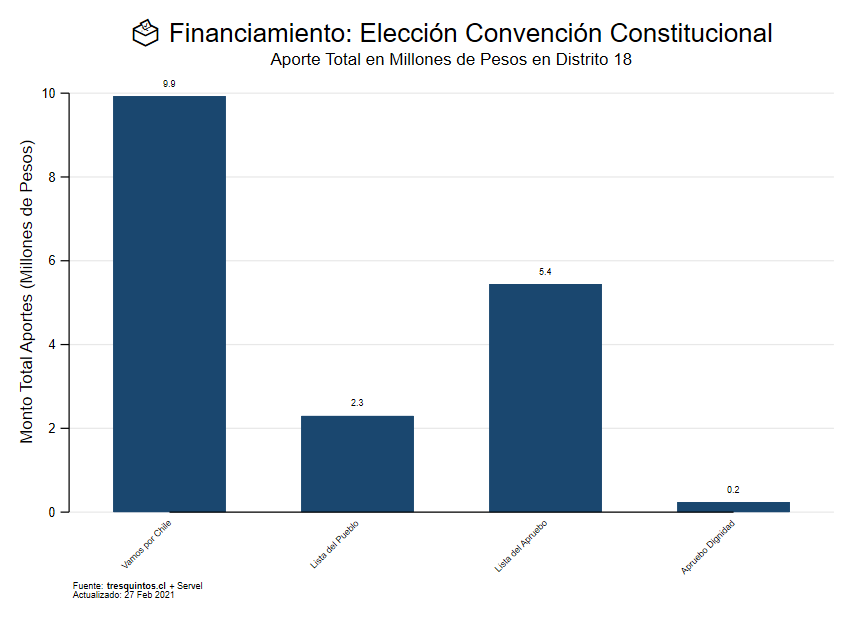 Financiamiento: Elección Convención Constitucional
Aporte Total en Millones de Pesos en Distrito 18
Monto Total Aportes (Millones de Pesos)
10
8
6
4
2
0
9.9
2.3
5.4
0.2
Vamos por Chile
Lista del Pueblo
Lista del Apruebo
Apruebo Dignidad
Fuente: tresquintos.cl + Servel
Actualizado: 27 Feb 2021